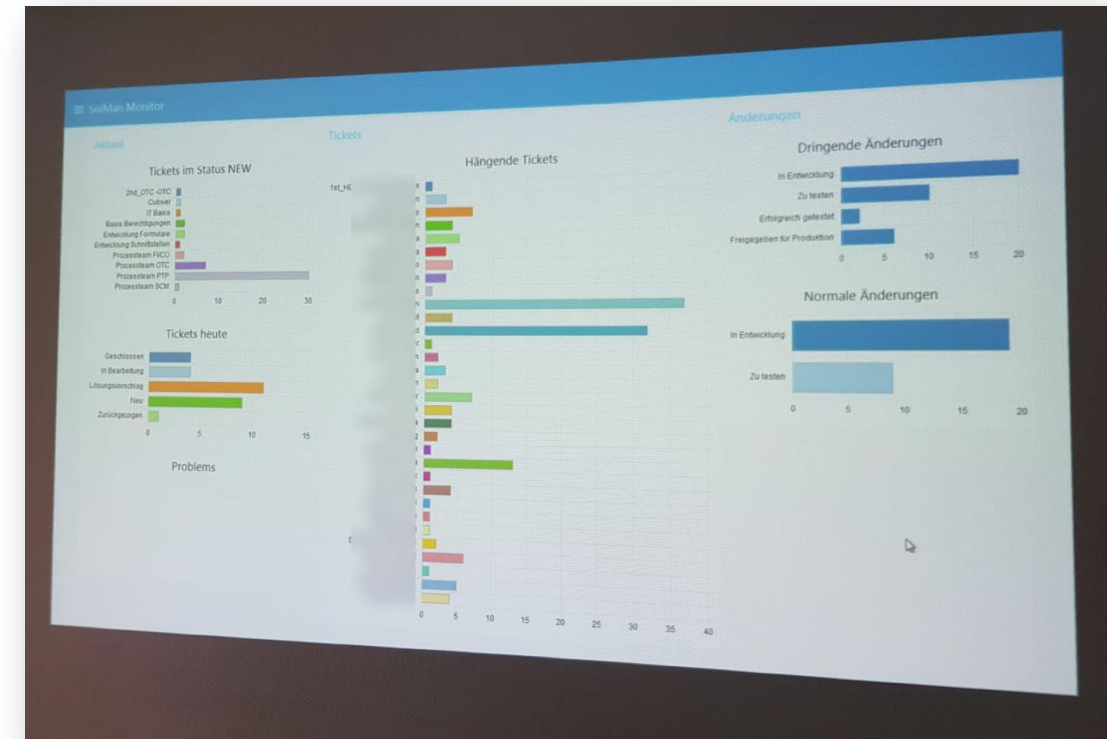 SolMan Monitor
Aktuell
Tickets im Status NEW
2nd_OTC -OTC
Cutover
IT Basis
Basis Berechtigungen
Entwicklung Formulare
Entwicklung Schnittstellen
Prozessteam FI/CO
Prozessteam OTC
Prozessteam PTP
Prozessteam SCM
0 10 20 30
Tickets heute
Geschlossen
In Bearbeitung
Lösungsvorschlag
Neu
Zurückgezogen
0 5 10 15
Problems
Tickets
Hängende Tickets
0 5 10 15 20 25 30 35 40
Änderungen
Dringende Änderungen
In Entwicklung
Zu testen
Erfolgreich getestet
Freigegeben für Produktion
0 5 10 15 20
Normale Änderungen
In Entwicklung
Zu testen
0 5 10 15 20